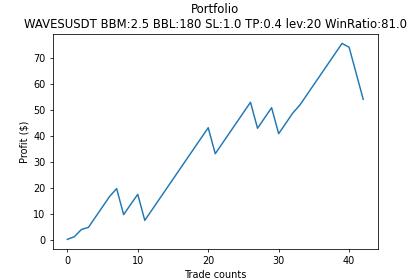 Portfolio
WAVESUSDT BBM:2.5 BBL:180 SL:1.0 TP:0.4 lev:20 WinRatio:81.0
Profit ($)
70
60
50
40
30
20
10
0
0 10 20 30 40
Trade counts